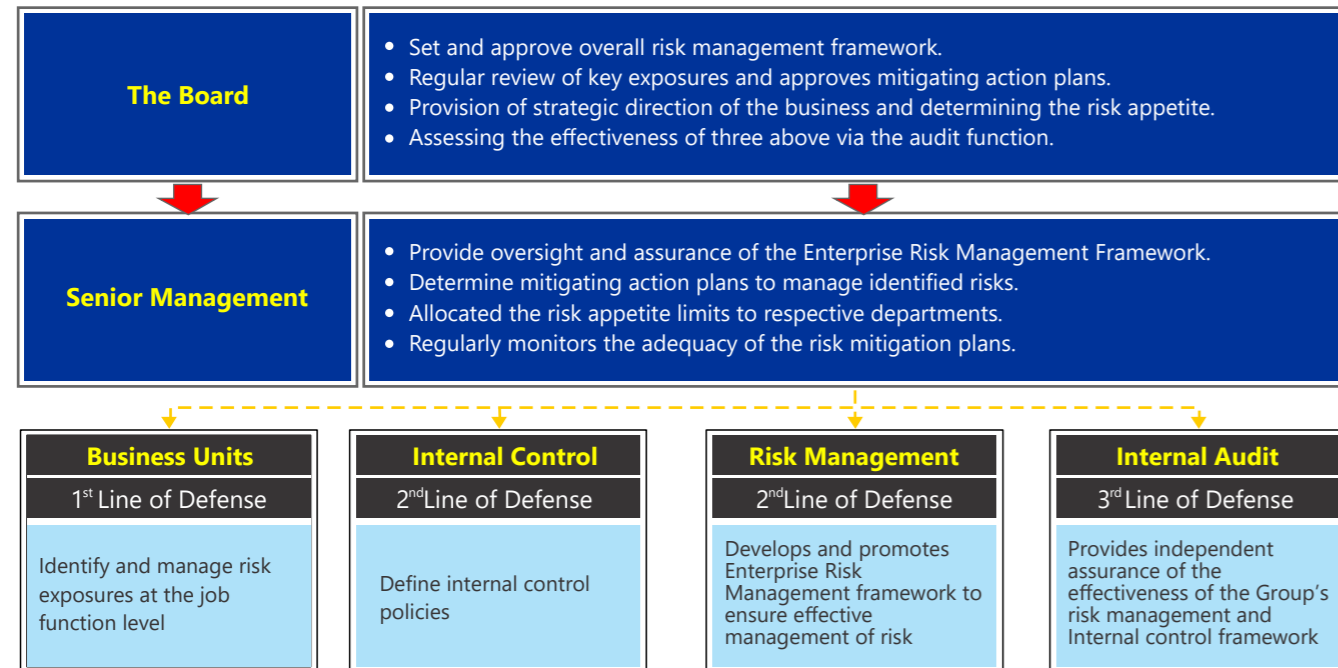 The Board
• Set and approve overall risk management framework.
• Regular review of key exposures and approves mitigating action plans.
• Provision of strategic direction of the business and determining the risk appetite.
• Assessing the effectiveness of three above via the audit function.
Senior Management
• Provide oversight and assurance of the Enterprise Risk Management Framework.
• Determine mitigating action plans to manage identified risks.
• Allocated the risk appetite limits to respective departments.
• Regularly monitors the adequacy of the risk mitigation plans.
Business Units
1st Line of Defense
Identify and manage risk
exposures at the job
function level
Internal Control
2nd Line of Defense
Define internal control
policies
Risk Management
2nd Line of Defense
Develops and promotes
Enterprise Risk
Management framework to
ensure effective
management of risk
Internal Audit
3rd Line of Defense
Provides independent
assurance of the
effectiveness of the Group's
risk management and
Internal control framework